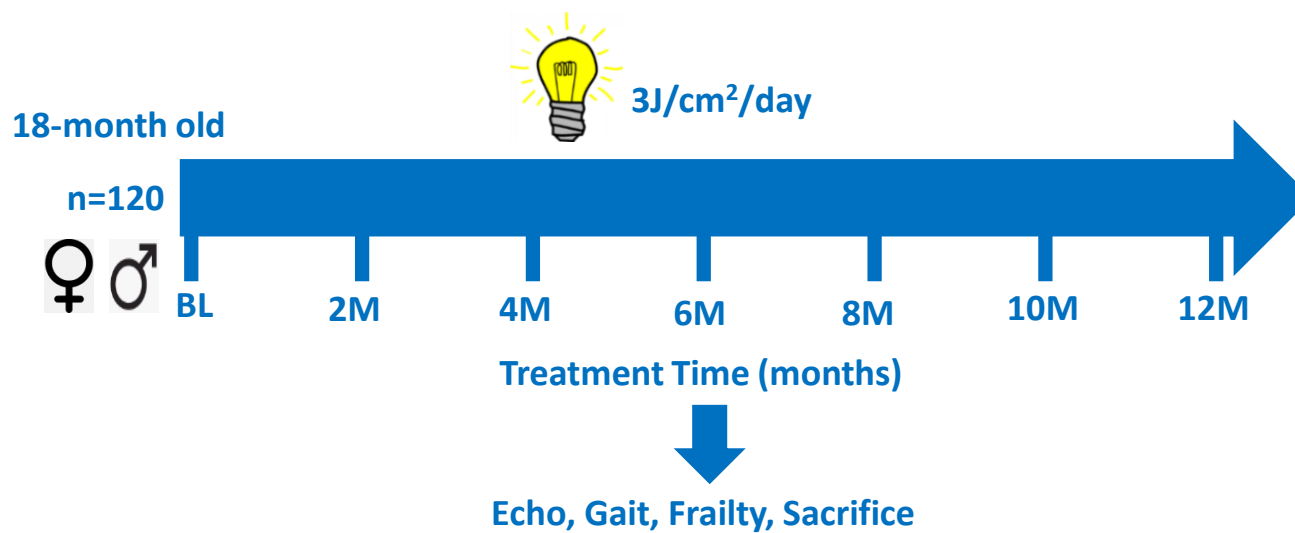 3J/cm²/day
18-month old
n=120
BL
2M
4M
6M
8M
10M
12M
Treatment Time (months)
Echo, Gait, Frailty, Sacrifice